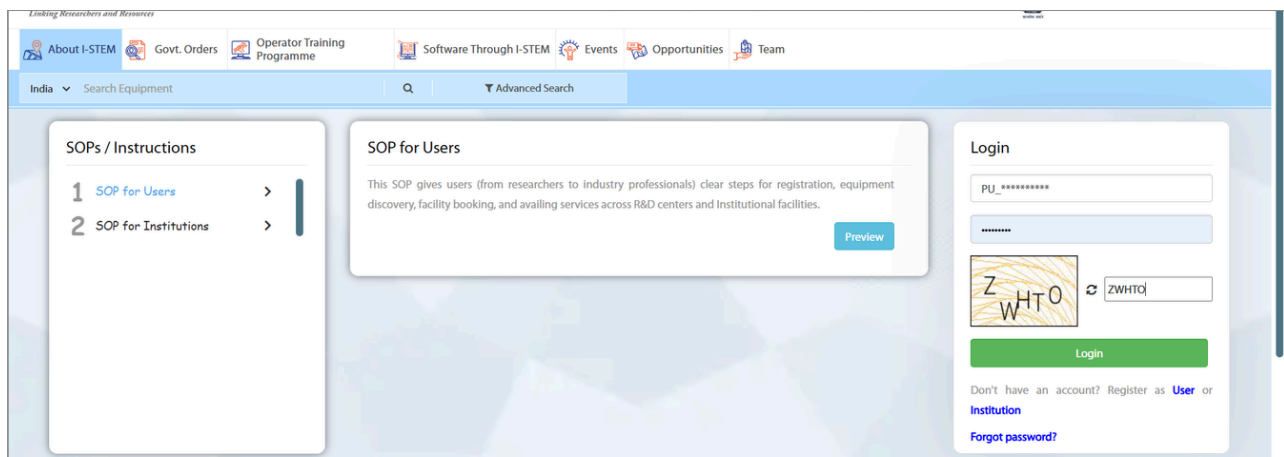 Linking Researchers and Resources
About I-STEM
Govt. Orders
Operator Training
Programme
Software Through I-STEM
Events
Opportunities
Team
India
Search Equipment
Advanced Search
SOPs / Instructions
1 SOP for Users
2 SOP for Institutions
SOP for Users
This SOP gives users (from researchers to industry professionals) clear steps for registration, equipment
discovery, facility booking, and availing services across R&D centers and Institutional facilities.
Preview
Login
PU_**********
•••••••••
ZWHTO
ZWHTO
Login
Don't have an account? Register as User or
Institution
Forgot password?